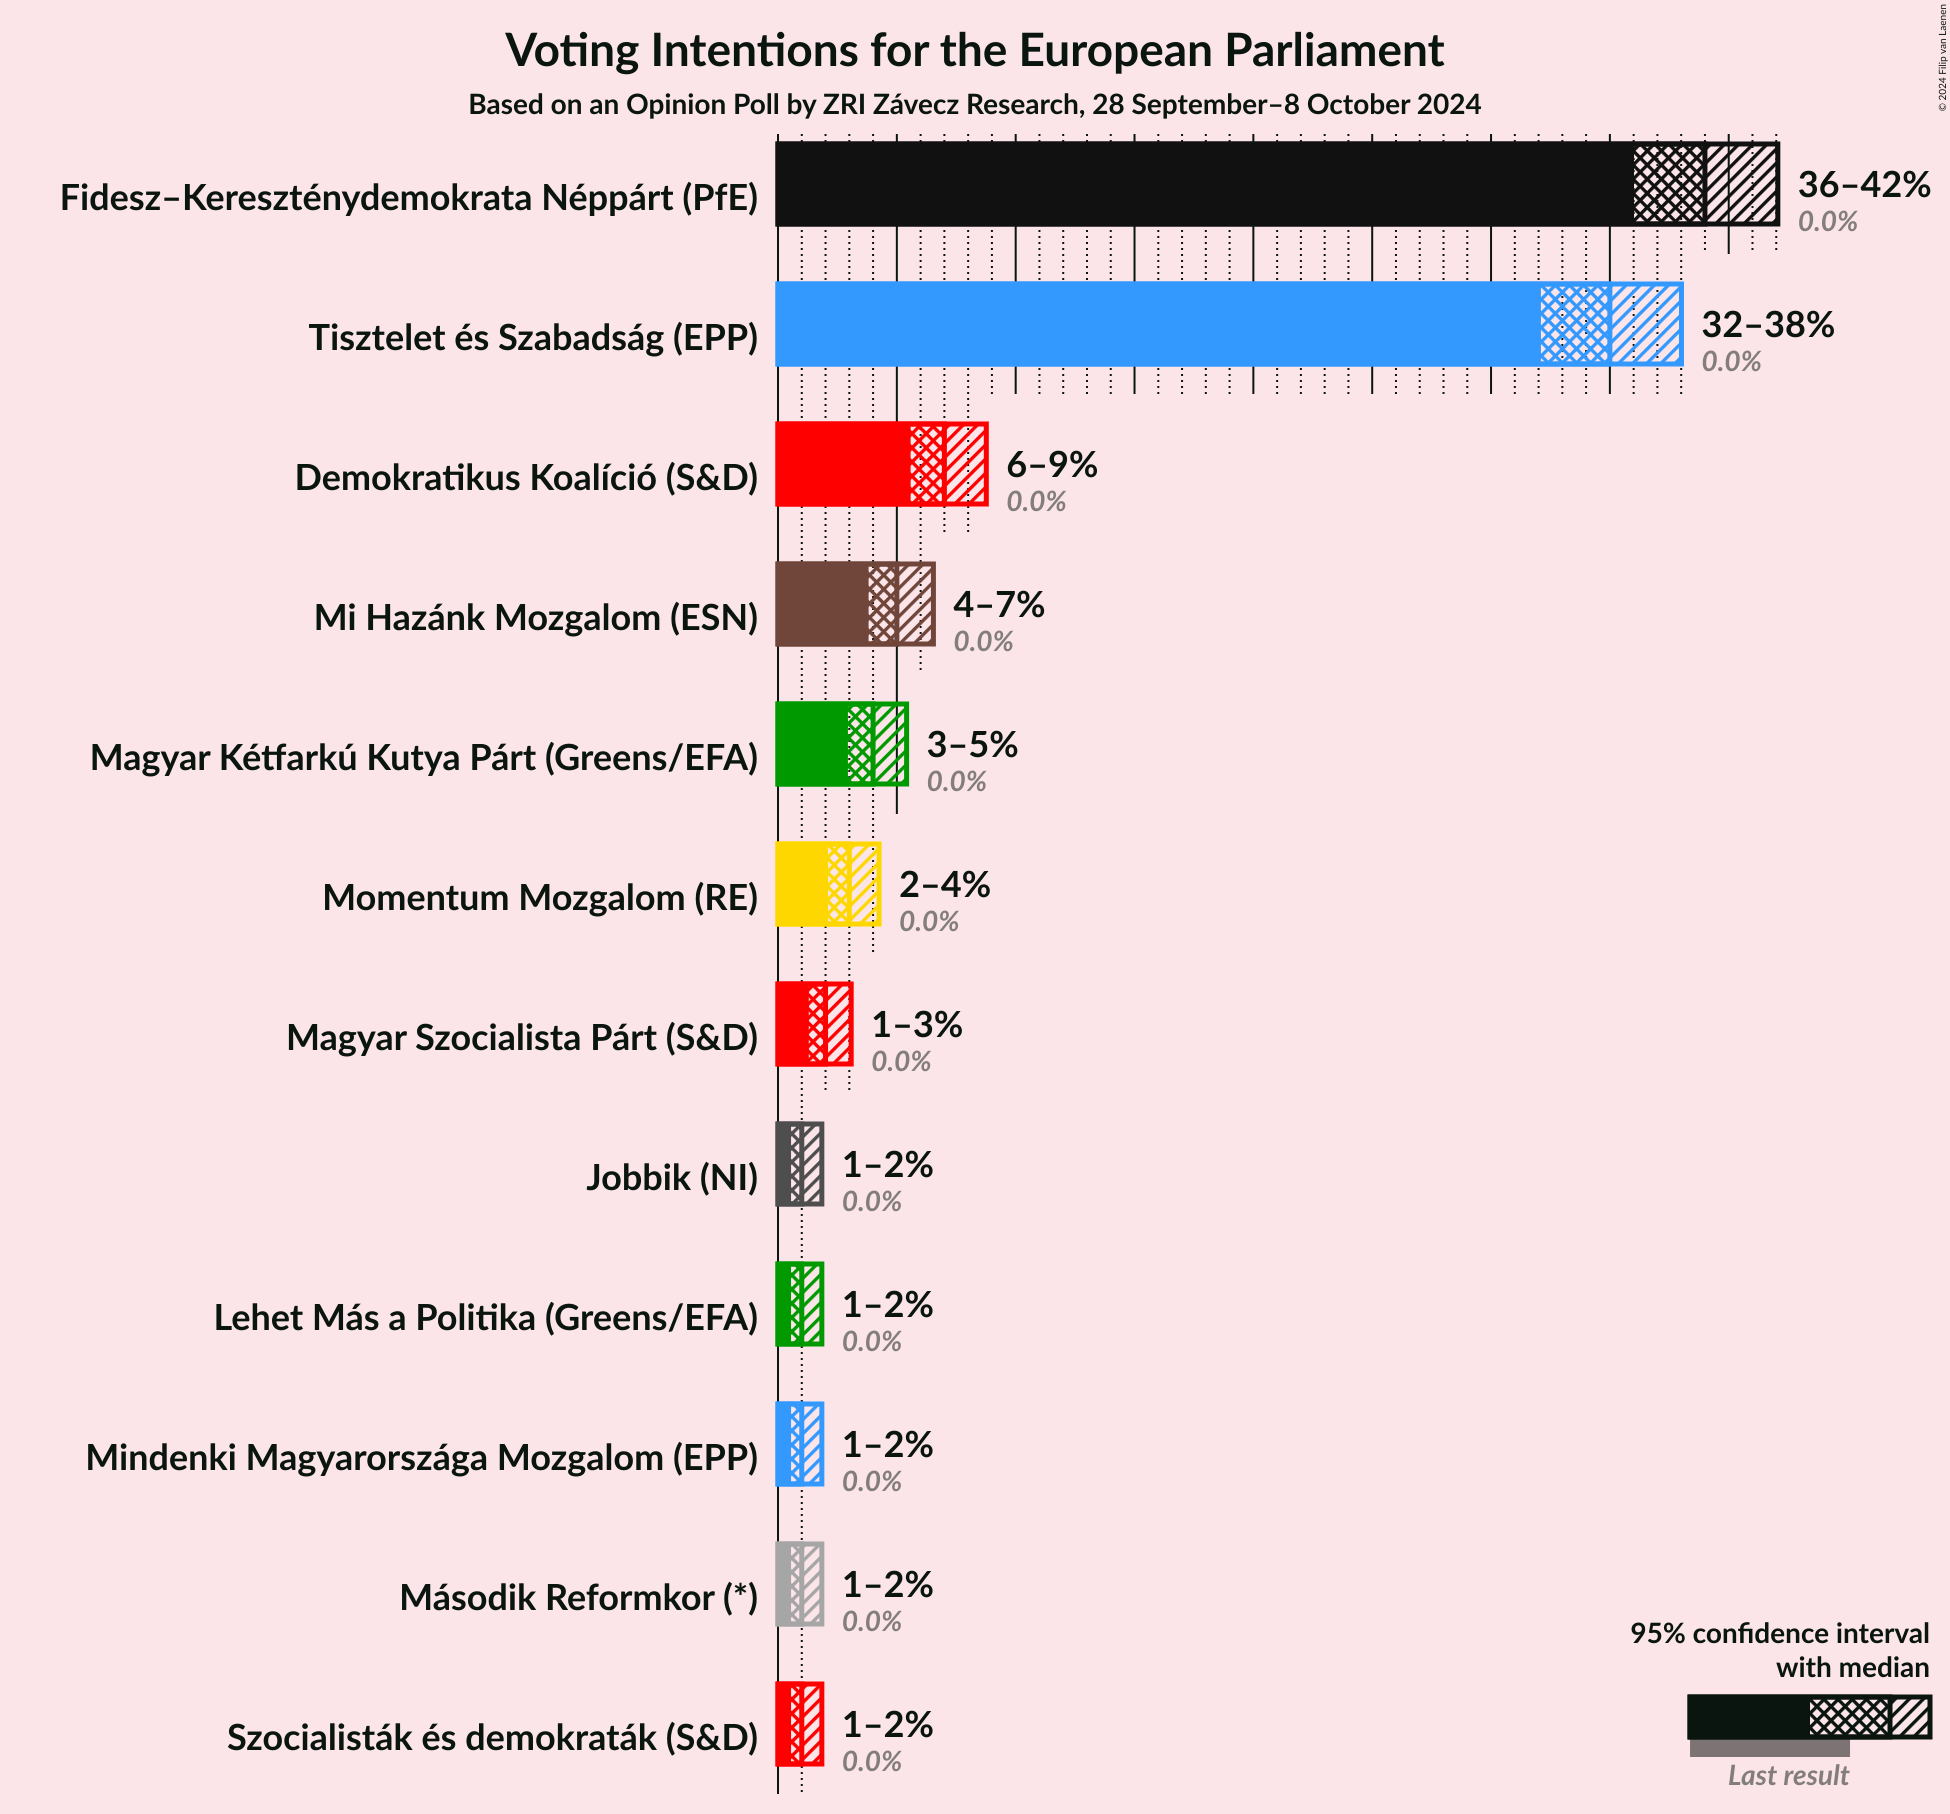 © 2024 Filip van Laenen
Voting Intentions for the European Parliament
Based on an Opinion Poll by ZRI Závecz Research, 28 September–8 October 2024
Fidesz–Kereszténydemokrata Néppárt (PfE)
36–42%
0.0%
Tisztelet és Szabadság (EPP)
32–38%
0.0%
Demokratikus Koalíció (S&D)
6–9%
0.0%
Mi Hazánk Mozgalom (ESN)
4–7%
0.0%
Magyar Kétfarkú Kutya Párt (Greens/EFA)
3–5%
0.0%
Momentum Mozgalom (RE)
2–4%
0.0%
Magyar Szocialista Párt (S&D)
1–3%
0.0%
Jobbik (NI)
1–2%
0.0%
Lehet Más a Politika (Greens/EFA)
1–2%
0.0%
Mindenki Magyarországa Mozgalom (EPP)
1–2%
0.0%
Második Reformkor (*)
1–2%
0.0%
Szocialisták és demokraták (S&D)
1–2%
0.0%
95% confidence interval
with median
Last result